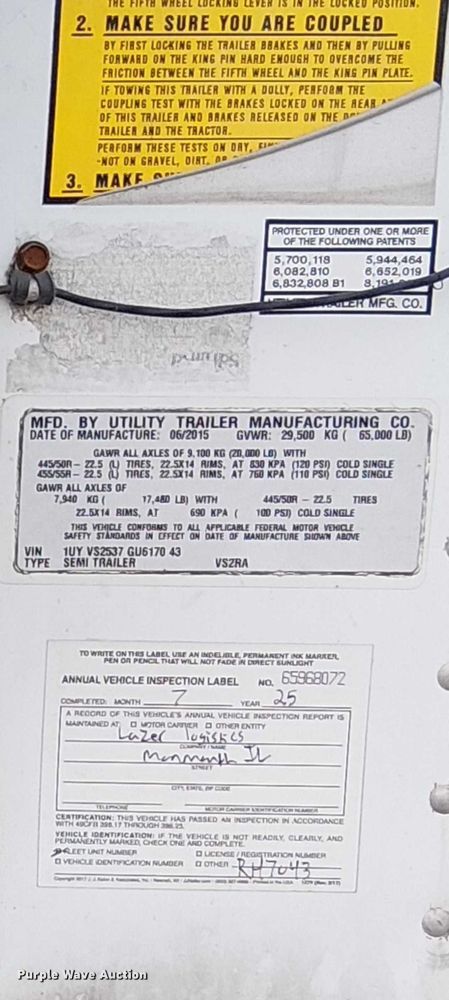 THE FIFTH WHEEL LOCKING LEVER IS IN THE LOCKED POSITION.
2. MAKE SURE YOU ARE COUPLED
BY FIRST LOCKING THE TRAILER BRAKES AND THEN BY PULLING
FORWARD ON THE KING PIN HARD ENOUGH TO OVERCOME THE
FRICTION BETWEEN THE FIFTH WHEEL AND THE KING PIN PLATE.
IF TOWING THIS TRAILER WITH A DOLLY, PERFORM THE
COUPLING TEST WITH THE BRAKES LOCKED ON THE REAR
OF THIS TRAILER AND BRAKES RELEASED ON THE
TRAILER AND THE TRACTOR.
PERFORM THESE TESTS ON DRY,
-NOT ON GRAVEL, DIRT,
3. MAKE
PROTECTED UNDER ONE OR MORE
OF THE FOLLOWING PATENTS
5,700,118 5,944,464
6,082,810 6,652,019
6,832,808 B1
MFG. CO.
MFD. BY UTILITY TRAILER MANUFACTURING CO.
DATE OF MANUFACTURE: 06/2015 GVWR: 29,500 KG ( 65,000 LB)
GAWR ALL AXLES OF 9,100 KG (20,000 LB) WITH
445/50R - 22.5 (L) TIRES, 22.5X14 RIMS, AT 830 KPA (120 PSI) COLD SINGLE
455/55R - 22.5 (L) TIRES, 22.5X14 RIMS, AT 760 KPA (110 PSI) COLD SINGLE
GAWR ALL AXLES OF
7,940 KG ( 17,480 LB) WITH 445/50R - 22.5 TIRES
22.5X14 RIMS, AT 690 KPA ( 100 PSI) COLD SINGLE
THIS VEHICLE CONFORMS TO ALL APPLICABLE FEDERAL MOTOR VEHICLE
SAFETY STANDARDS IN EFFECT ON DATE OF MANUFACTURE SHOWN ABOVE
VIN 1UY VS2537 GU6170 43
TYPE SEMI TRAILER VS2RA
TO WRITE ON THIS LABEL USE AN INDELIBLE, PERMANENT INK MARKER,
PEN OR PENCIL THAT WILL NOT FADE IN DIRECT SUNLIGHT
ANNUAL VEHICLE INSPECTION LABEL NO. 65968072
COMPLETED: MONTH 7 YEAR 25
A RECORD OF THIS VEHICLE'S ANNUAL VEHICLE INSPECTION REPORT IS
MAINTAINED AT: MOTOR CARRIER OTHER ENTITY
Lazer logistics
COMPANY NAME
Monmouth IL
STREET
CITY, STATE, ZIP CODE
TELEPHONE MOTOR CARRIER IDENTIFICATION NUMBER
CERTIFICATION: THIS VEHICLE HAS PASSED AN INSPECTION IN ACCORDANCE
WITH 49CFR 396.17 THROUGH 396.23.
VEHICLE IDENTIFICATION: IF THE VEHICLE IS NOT READILY, CLEARLY, AND
PERMANENTLY MARKED, CHECK ONE AND COMPLETE.
FLEET UNIT NUMBER LICENSE / REGISTRATION NUMBER
VEHICLE IDENTIFICATION NUMBER OTHER RH7043
Purple Wave Auction